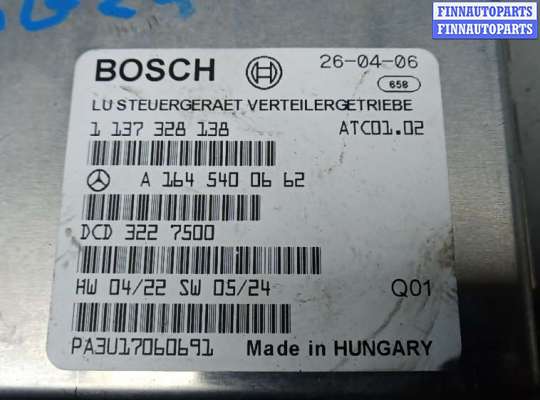 FINNAUTOPARTS
FINNAUTOPARTS
BOSCH 26-04-06
658
LU STEUERGERAET VERTEILERGETRIEBE
1 137 328 138 ATC01.02
A 164 540 06 62
DCD 322 7500
HW 04/22 SW 05/24 Q01
PA3U17060691 Made in HUNGARY